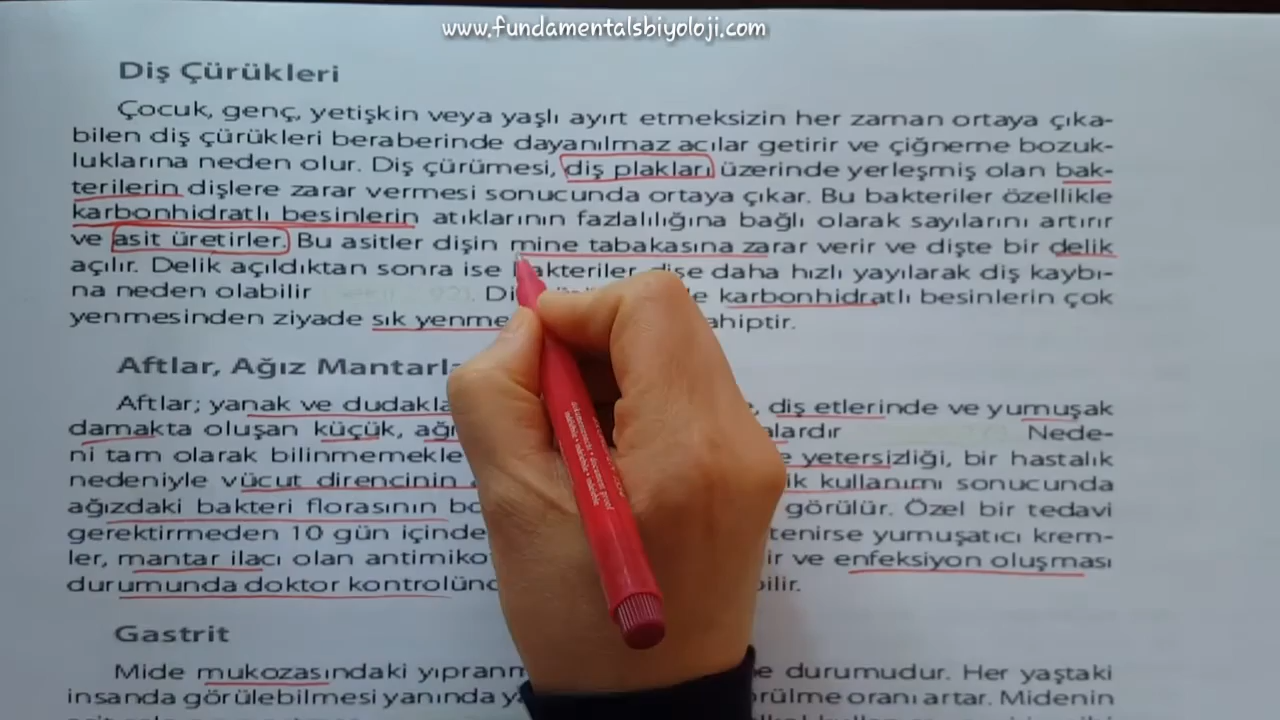 www.fundamentalsbiyoloji.com
Diş Çürükleri
Çocuk, genç, yetişkin veya yaşlı ayırt etmeksizin her zaman ortaya çıka-
bilen diş çürükleri beraberinde dayanılmaz acılar getirir ve çiğneme bozuk-
luklarına neden olur. Diş çürümesi, diş plakları üzerinde yerleşmiş olan bak-
terilerin dişlere zarar vermesi sonucunda ortaya çıkar. Bu bakteriler özellikle
karbonhidratlı besinlerin atıklarının fazlalılığına bağlı olarak sayılarını artırır
ve asit üretirler. Bu asitler dişin mine tabakasına zarar verir ve dişte bir delik
açılır. Delik açıldıktan sonra ise bakteriler dişe daha hızlı yayılarak diş kaybı-
na neden olabilir karbonhidratlı besinlerin çok
yenmesinden ziyade sık yenme ahiptir.
Aftlar, Ağız Mantarla
Aftlar; yanak ve dudakla , diş etlerinde ve yumuşak
damakta oluşan küçük, ağr alardır Nede-
ni tam olarak bilinmemekle e yetersizliği, bir hastalık
nedeniyle vücut direncinin ik kullanımı sonucunda
ağızdaki bakteri florasının bo görülür. Özel bir tedavi
gerektirmeden 10 gün içinde tenirse yumuşatıcı krem-
ler, mantar ilacı olan antimiko ir ve enfeksiyon oluşması
durumunda doktor kontrolünd bilir.
Gastrit
Mide mukozasındaki yıpranm e durumudur. Her yaştaki
insanda görülebilmesi yanında ya örülme oranı artar. Midenin